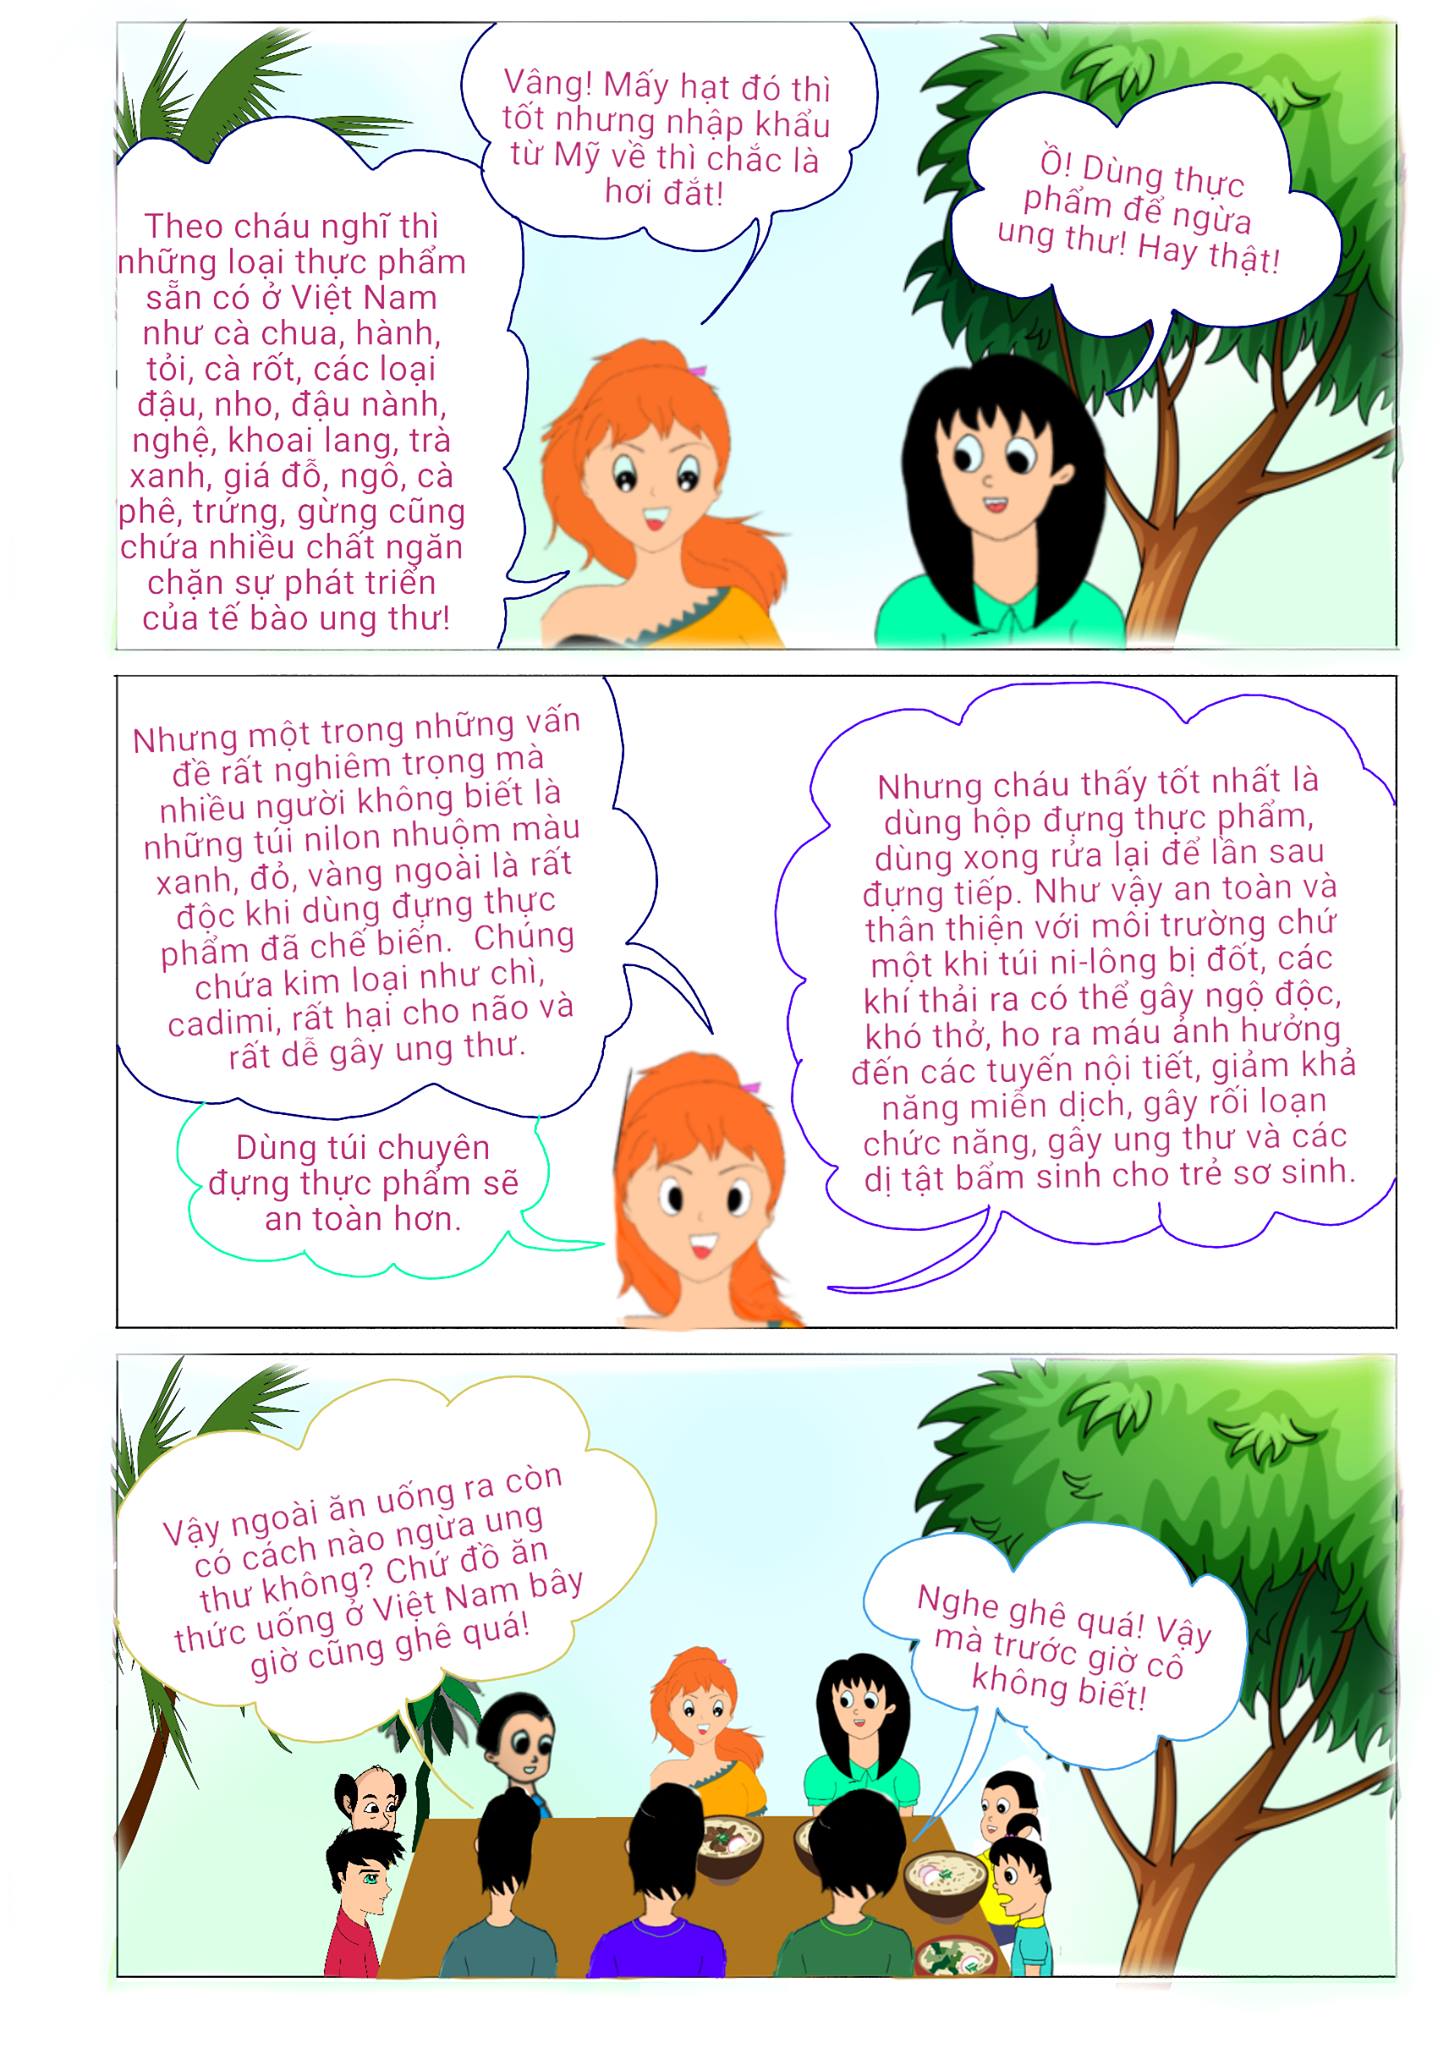 Theo cháu nghĩ thì
những loại thực phẩm
sẵn có ở Việt Nam
như cà chua, hành,
tỏi, cà rốt, các loại
đậu, nho, đậu nành,
nghệ, khoai lang, trà
xanh, giá đỗ, ngô, cà
phê, trứng, gừng cũng
chứa nhiều chất ngăn
chặn sự phát triển
của tế bào ung thư!
Vâng! Mấy hạt đó thì
tốt nhưng nhập khẩu
từ Mỹ về thì chắc là
hơi đắt!
Ồ! Dùng thực
phẩm để ngừa
ung thư! Hay thật!
Nhưng một trong những vấn
đề rất nghiêm trọng mà
nhiều người không biết là
những túi nilon nhuộm màu
xanh, đỏ, vàng ngoài là rất
độc khi dùng đựng thực
phẩm đã chế biến. Chúng
chứa kim loại như chì,
cadimi, rất hại cho não và
rất dễ gây ung thư.
Dùng túi chuyên
đựng thực phẩm sẽ
an toàn hơn.
Nhưng cháu thấy tốt nhất là
dùng hộp đựng thực phẩm,
dùng xong rửa lại để lần sau
đựng tiếp. Như vậy an toàn và
thân thiện với môi trường chứ
một khi túi ni-lông bị đốt, các
khí thải ra có thể gây ngộ độc,
khó thở, ho ra máu ảnh hưởng
đến các tuyến nội tiết, giảm khả
năng miễn dịch, gây rối loạn
chức năng, gây ung thư và các
dị tật bẩm sinh cho trẻ sơ sinh.
Vậy ngoài ăn uống ra còn
có cách nào ngừa ung
thư không? Chứ đồ ăn
thức uống ở Việt Nam bây
giờ cũng ghê quá!
Nghe ghê quá! Vậy
mà trước giờ cô
không biết!